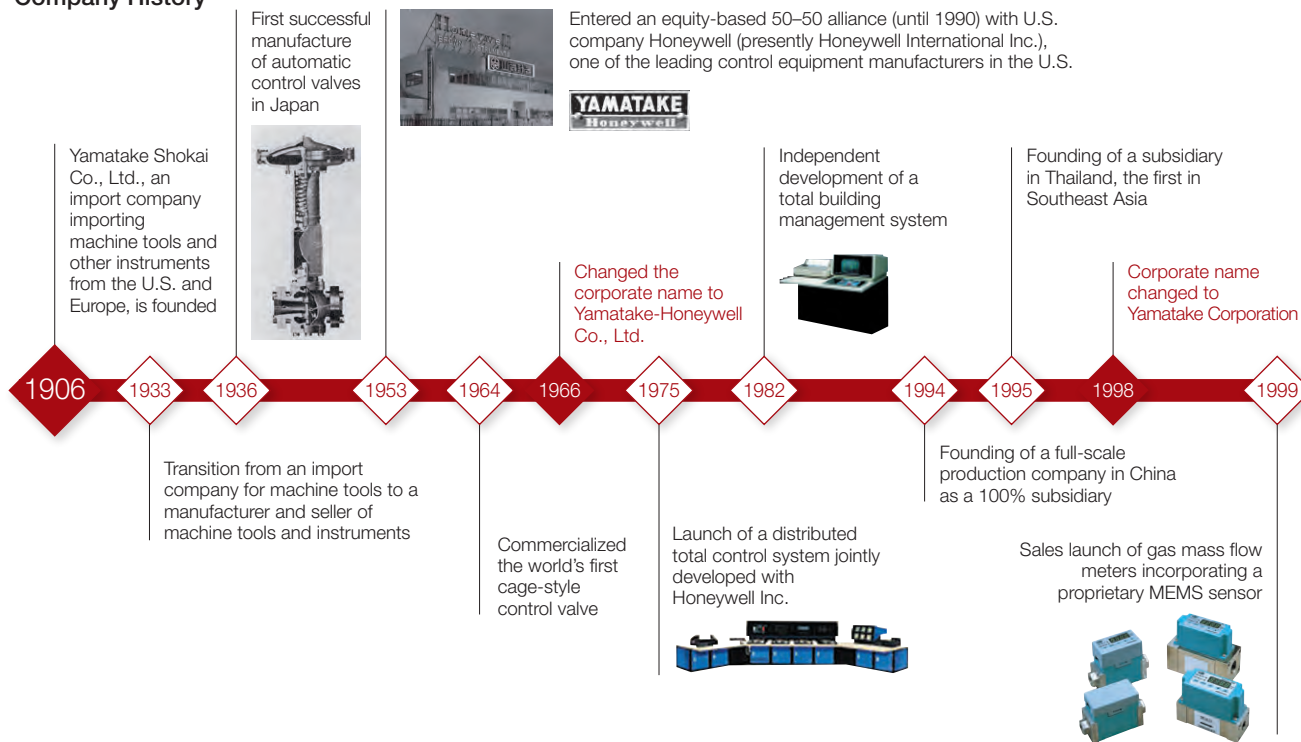 Company History
First successful
manufacture
of automatic
control valves
in Japan
Entered an equity-based 50–50 alliance (until 1990) with U.S.
company Honeywell (presently Honeywell International Inc.),
one of the leading control equipment manufacturers in the U.S.
YAMATAKE
Honeywell
Yamatake Shokai
Co., Ltd., an
import company
importing
machine tools and
other instruments
from the U.S. and
Europe, is founded
Changed the
corporate name to
Yamatake-Honeywell
Co., Ltd.
Independent
development of a
total building
management system
Founding of a subsidiary
in Thailand, the first in
Southeast Asia
Corporate name
changed to
Yamatake Corporation
1906
1933
1936
1953
1964
1966
1975
1982
1994
1995
1998
1999
Transition from an import
company for machine tools to a
manufacturer and seller of
machine tools and instruments
Commercialized
the world's first
cage-style
control valve
Launch of a distributed
total control system jointly
developed with
Honeywell Inc.
Founding of a full-scale
production company in China
as a 100% subsidiary
Sales launch of gas mass flow
meters incorporating a
proprietary MEMS sensor